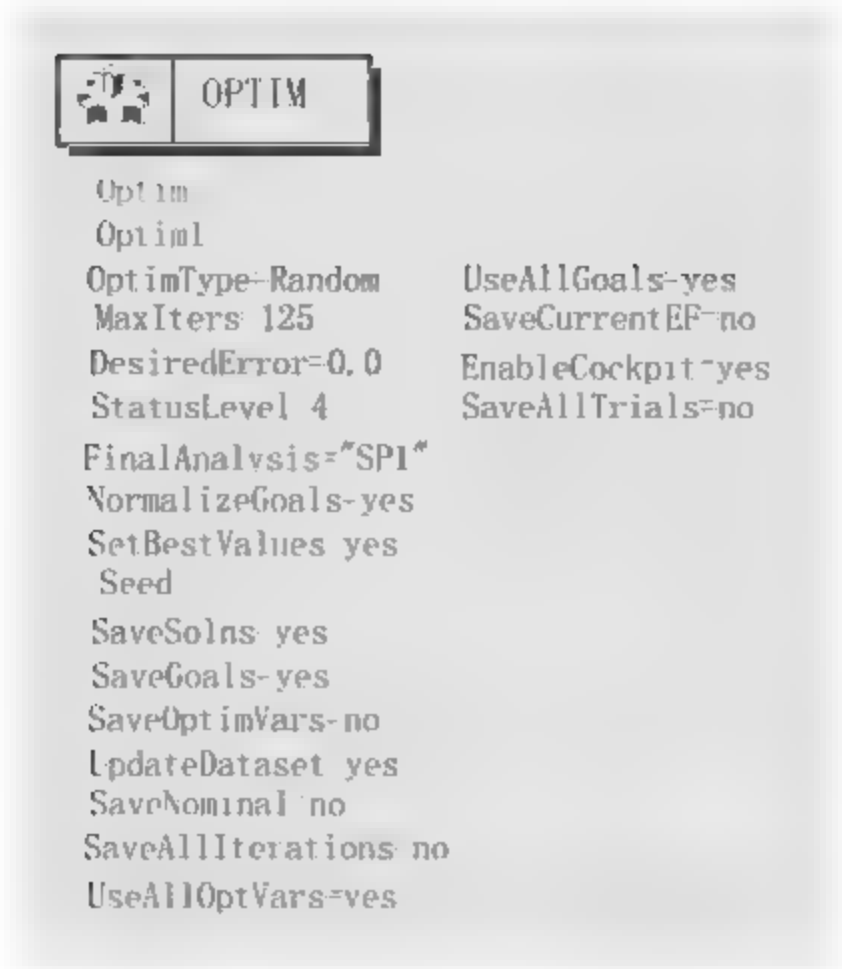 OPTIM
Optim
Optim1
OptimType=Random
MaxIters=125
DesiredError=0.0
StatusLevel=4
FinalAnalysis="SP1"
NormalizeGoals=yes
SetBestValues=yes
Seed=
SaveSolns=yes
SaveGoals=yes
SaveOptimVars=no
UpdateDataset=yes
SaveNominal=no
SaveAllIterations=no
UseAllOptVars=yes
UseAllGoals=yes
SaveCurrentEF=no
EnableCockpit=yes
SaveAllTrials=no